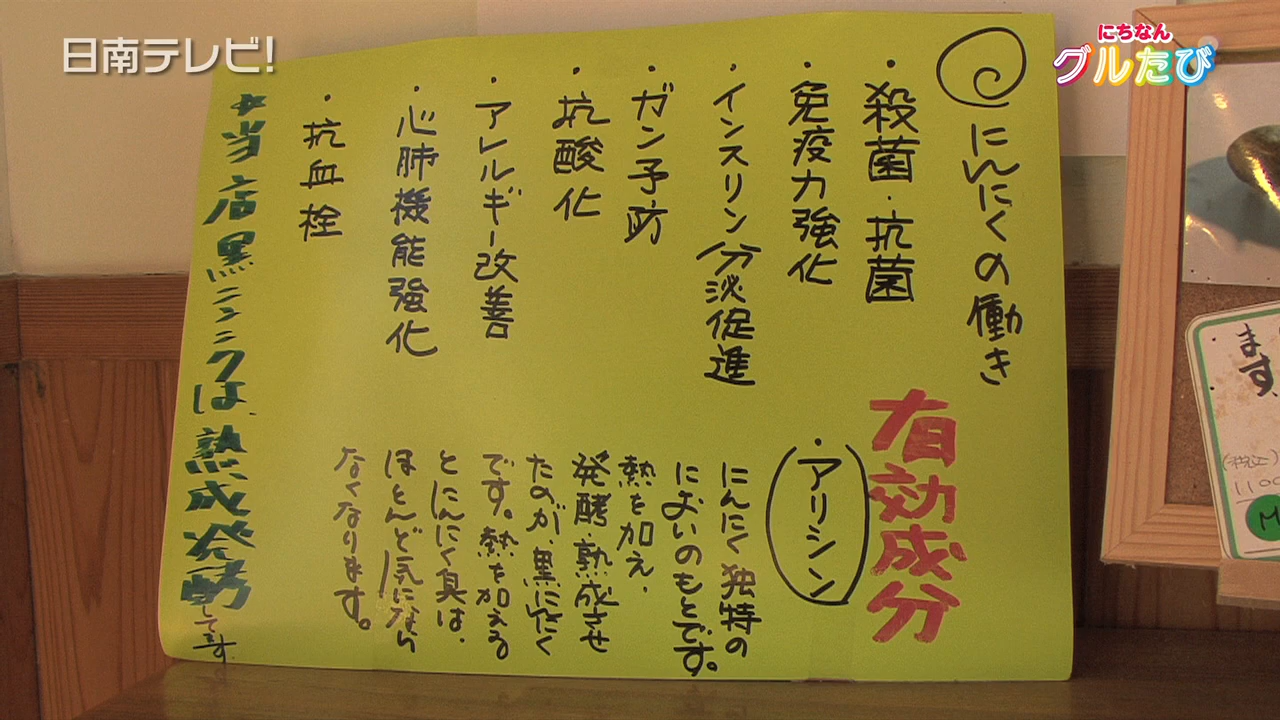 日南テレビ!
にちなん
グルたび
にんにくの働き
・殺菌・抗菌
・免疫力強化
・インスリン分淡促進
・ガン予防
・抗酸化
・アレルギー改善
・心肺機能強化
・抗血栓
有効成分
・(アリシン)
にんにく独特の
においのもとです。
熱を加え、
発酵・熟成させ
たのが、黒にんにく
です。熱を加える
とにんにく臭は、
ほとんど気になら
なくなります。
当店黒ニンニクは、熟成発酵してます
ます。
(税込)
1100
M